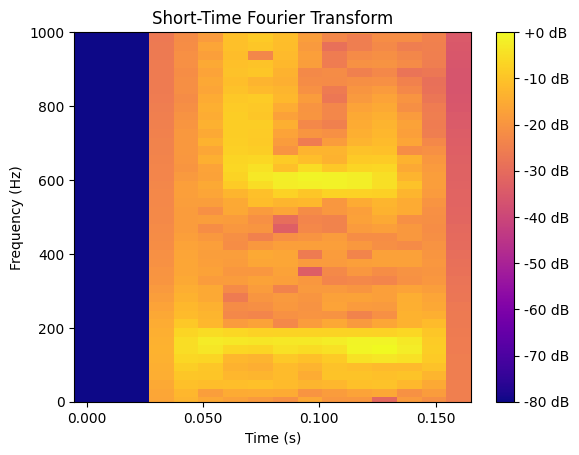 Short-Time Fourier Transform
1000
800
600
400
200
0
Frequency (Hz)
0.000
0.050
0.100
0.150
Time (s)
+0 dB
-10 dB
-20 dB
-30 dB
-40 dB
-50 dB
-60 dB
-70 dB
-80 dB